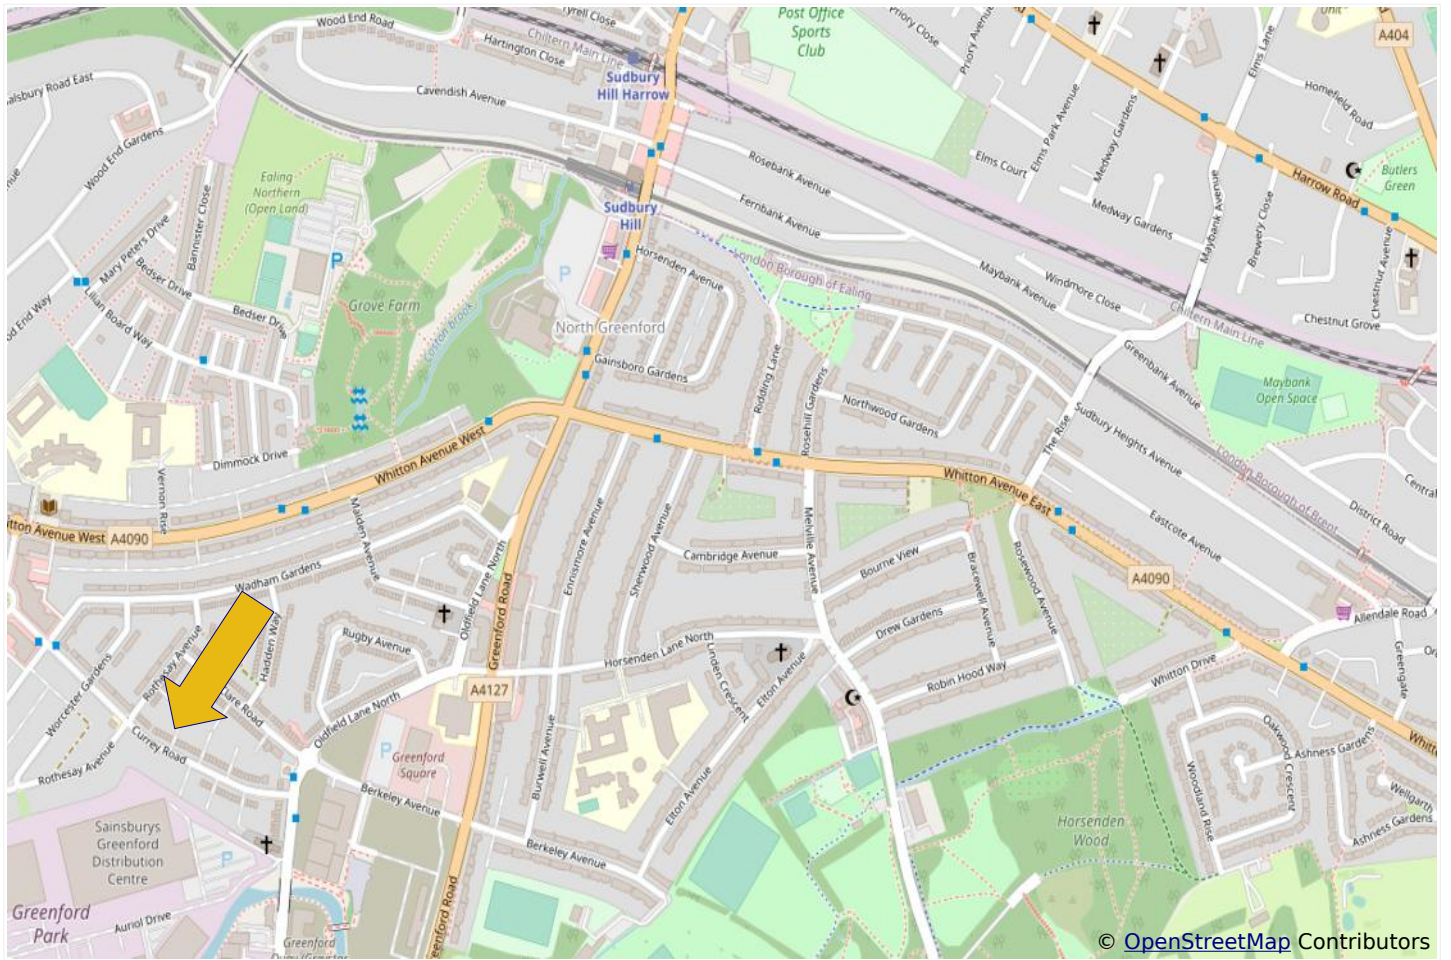 Wood End Road
Tyrell Close
Hartington Close
Chiltern Main Line
Post Office
Sports
Club
Priory Close
Priory Avenue
Elms Lane
A404
Sudbury
Hill Harrow
Cavendish Avenue
Homefield Road
Wood End Gardens
Elms Park Avenue
Medway Gardens
Elms Court
Rosebank Avenue
Ealing
Northern
(Open Land)
Bannister Close
Fernbank Avenue
Butlers
Green
Harrow Road
Sudbury
Hill
Medway Gardens
Maybank Avenue
Brewery Close
Mary Peters Drive
Bedser Drive
P
Horsenden Avenue
London Borough of Ealing
Maybank Avenue
Windmore Close
Chestnut Avenue
P
Lilian Board Way
Bedser Drive
Grove Farm
Costonbrook
North Greenford
Chiltern Main Line
Chestnut Grove
Gainsboro Gardens
Ridding Lane
Rosehill Gardens
Greenbank Avenue
Maybank
Open Space
Northwood Gardens
Sudbury Heights Avenue
The Rise
Whitton Avenue West
Dimmock Drive
Vernon Rise
Whitton Avenue East
London Borough of Brent
District Road
Eastcote Avenue
A4090
Malden Avenue
Ennismore Avenue
Sherwood Avenue
Melville Avenue
Cambridge Avenue
Bourne View
Bracewell Avenue
Rosewood Avenue
A4090
Wadham Gardens
Oldfield Lane North
Greenford Road
Allendale Road
Drew Gardens
Rugby Avenue
Hadden Way
Horsenden Lane North
Linden Crescent
Elton Avenue
Robin Hood Way
Whitton Drive
Greengate
Worcester Gardens
Oldfield Lane North
A4127
Currey Road
Rothesay Avenue
P
Greenford
Square
Burwell Avenue
Elton Avenue
Oakwood Crescent
Ashness Gardens
Woodland Rise
Wellgarth
Ashness Gardens
Berkeley Avenue
Berkeley Avenue
Horsenden
Wood
Sainsburys
Greenford
Distribution
Centre
P
Greenford
Park
Auriol Drive
Greenford
© OpenStreetMap Contributors